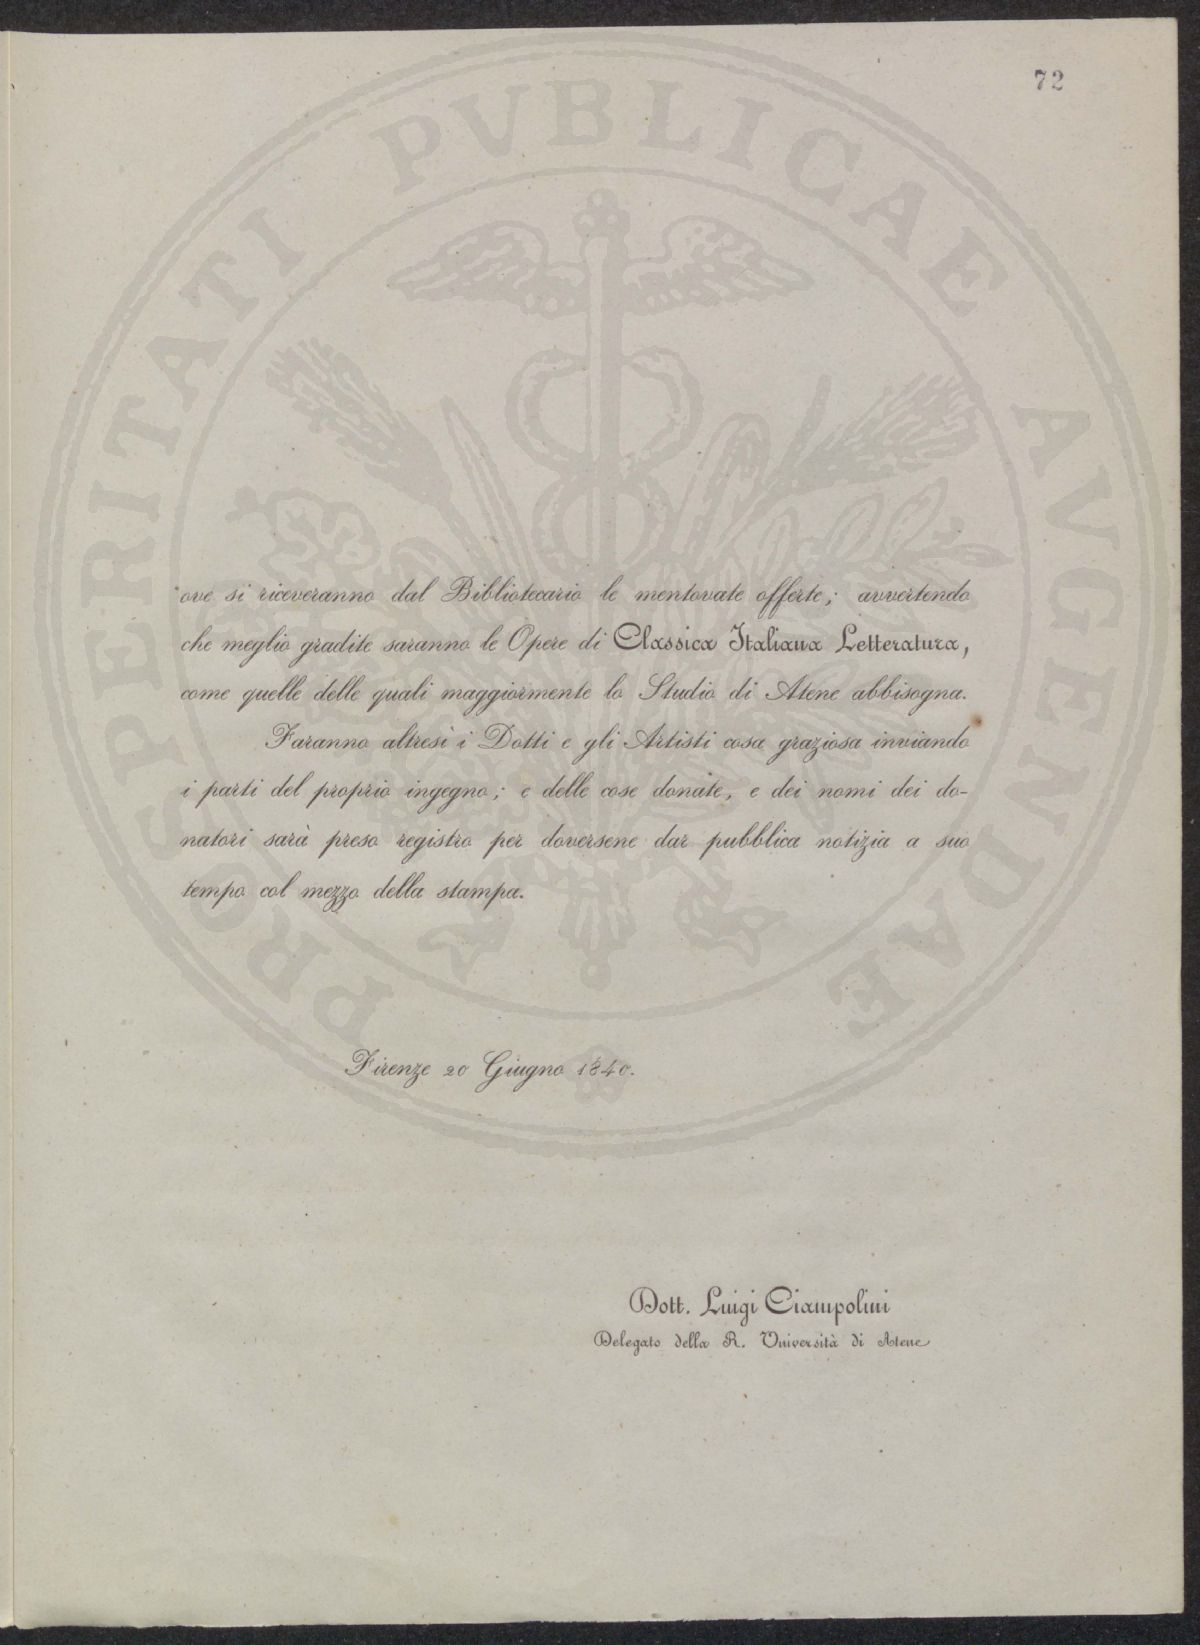 72
PROSPERITATI PUBLICAE AVGENDAE
ove si riceveranno dal Bibliotecario le mentovate offerte; avvertendo
che meglio gradite saranno le Opere di Classica Italiana Letteratura,
come quelle delle quali maggiormente lo Studio di Atene abbisogna.
Faranno altresì i Dotti e gli Artisti cosa graziosa inviando
i parti del proprio ingegno; e delle cose donate, e dei nomi dei do-
natori sarà preso registro per doversene dar pubblica notizia a suo
tempo col mezzo della stampa.
Firenze 20 Giugno 1840.
Dott. Luigi Ciampolini
Delegato della R. Università di Atene